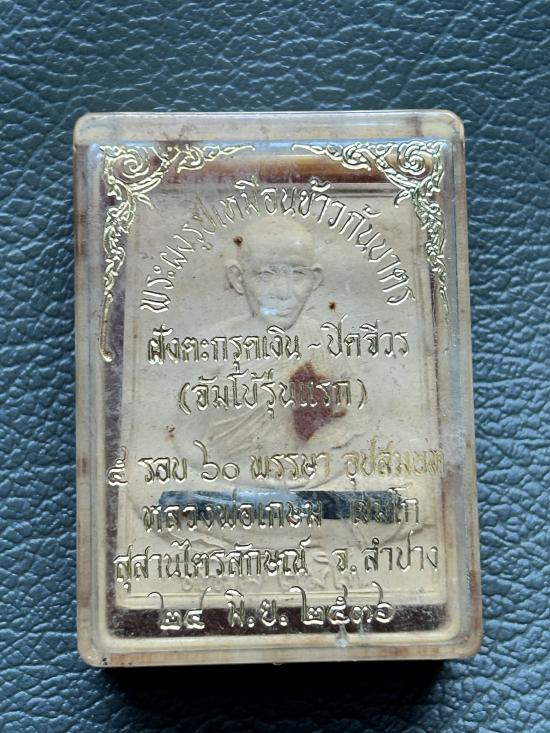 พระผงรูปเหมือนข้าวก้นบาตร
ฝังตะกรุดเงิน - ปิดจีวร
(จัมโบ้รุ่นแรก)
๕ รอบ ๖๐ พรรษา อุปสมบท
หลวงพ่อเกษม เขมโก
สุสานไตรลักษณ์ จ.ลำปาง
๒๘ พ.ย. ๒๕๓๖